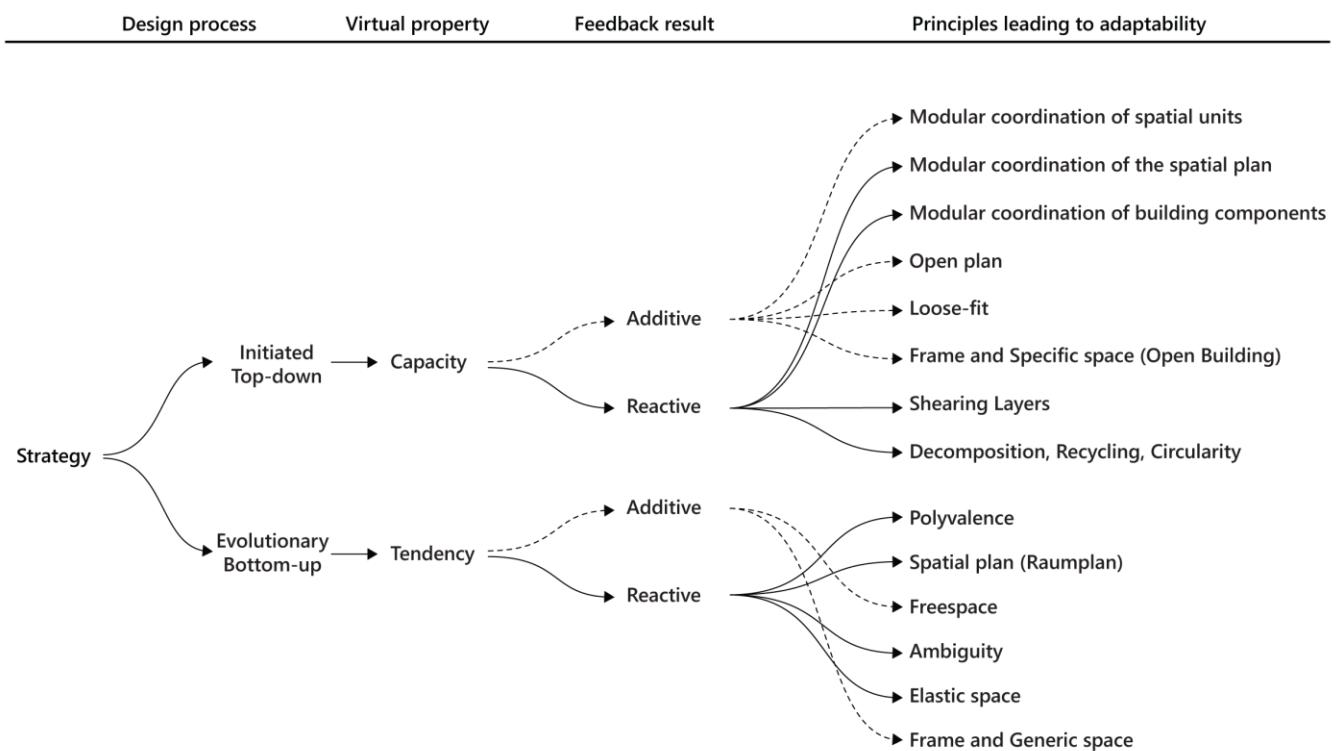 Design process
Virtual property
Feedback result
Principles leading to adaptability
Modular coordination of spatial units
Modular coordination of the spatial plan
Modular coordination of building components
Open plan
Loose-fit
Frame and Specific space (Open Building)
Shearing Layers
Decomposition, Recycling, Circularity
Additive
Initiated
Top-down
Capacity
Reactive
Strategy
Additive
Evolutionary
Bottom-up
Tendency
Reactive
Polyvalence
Spatial plan (Raumplan)
Freespace
Ambiguity
Elastic space
Frame and Generic space